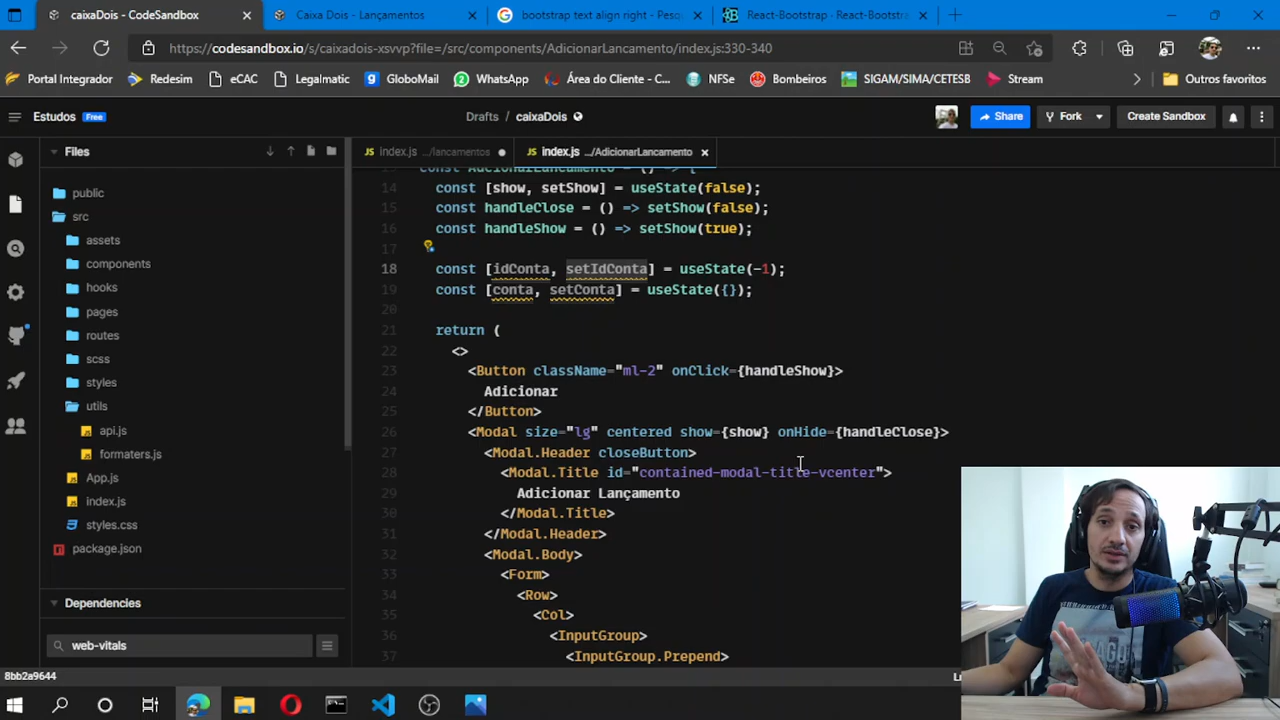 caixaDois - CodeSandbox
Caixa Dois - Lançamentos
bootstrap text align right - Pesq
React-Bootstrap · React-Bootstra
https://codesandbox.io/s/caixadois-xsvvp?file=/src/components/AdicionarLancamento/index.js:330-340
Portal Integrador
Redesim
eCAC
Legalmatic
GloboMail
WhatsApp
Área do Cliente - C...
NFSe
Bombeiros
SIGAM/SIMA/CETESB
Stream
Outros favoritos
Estudos Free
Drafts / caixaDois
Share
Fork
Create Sandbox
Files
index.js .../lancamentos
index.js .../AdicionarLancamento
public
src
assets
components
hooks
pages
routes
scss
styles
utils
api.js
formaters.js
App.js
index.js
styles.css
package.json
Dependencies
web-vitals
8bb2a9644
const AdicionarLancamento = () => {
14 const [show, setShow] = useState(false);
15 const handleClose = () => setShow(false);
16 const handleShow = () => setShow(true);
17
18 const [idConta, setIdConta] = useState(-1);
19 const [conta, setConta] = useState({});
20
21 return (
22 <>
23 <Button className="ml-2" onClick={handleShow}>
24 Adicionar
25 </Button>
26 <Modal size="lg" centered show={show} onHide={handleClose}>
27 <Modal.Header closeButton>
28 <Modal.Title id="contained-modal-title-vcenter">
29 Adicionar Lançamento
30 </Modal.Title>
31 </Modal.Header>
32 <Modal.Body>
33 <Form>
34 <Row>
35 <Col>
36 <InputGroup>
37 <InputGroup.Prepend>